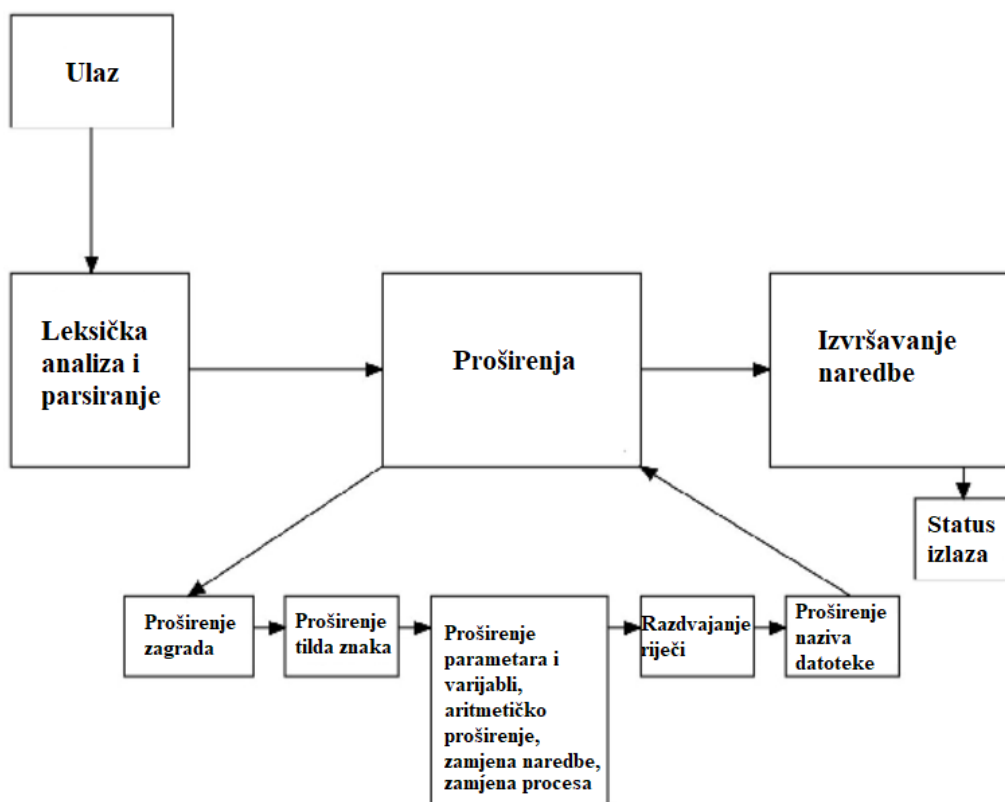 Ulaz
Leksička
analiza i
parsiranje
Proširenja
Izvršavanje
naredbe
Status
izlaza
Proširenje
zagrada
Proširenje
tilda znaka
Proširenje
parametara i
varijabli,
aritmetičko
proširenje,
zamjena naredbe,
zamjena procesa
Razdvajanje
riječi
Proširenje
naziva
datoteke